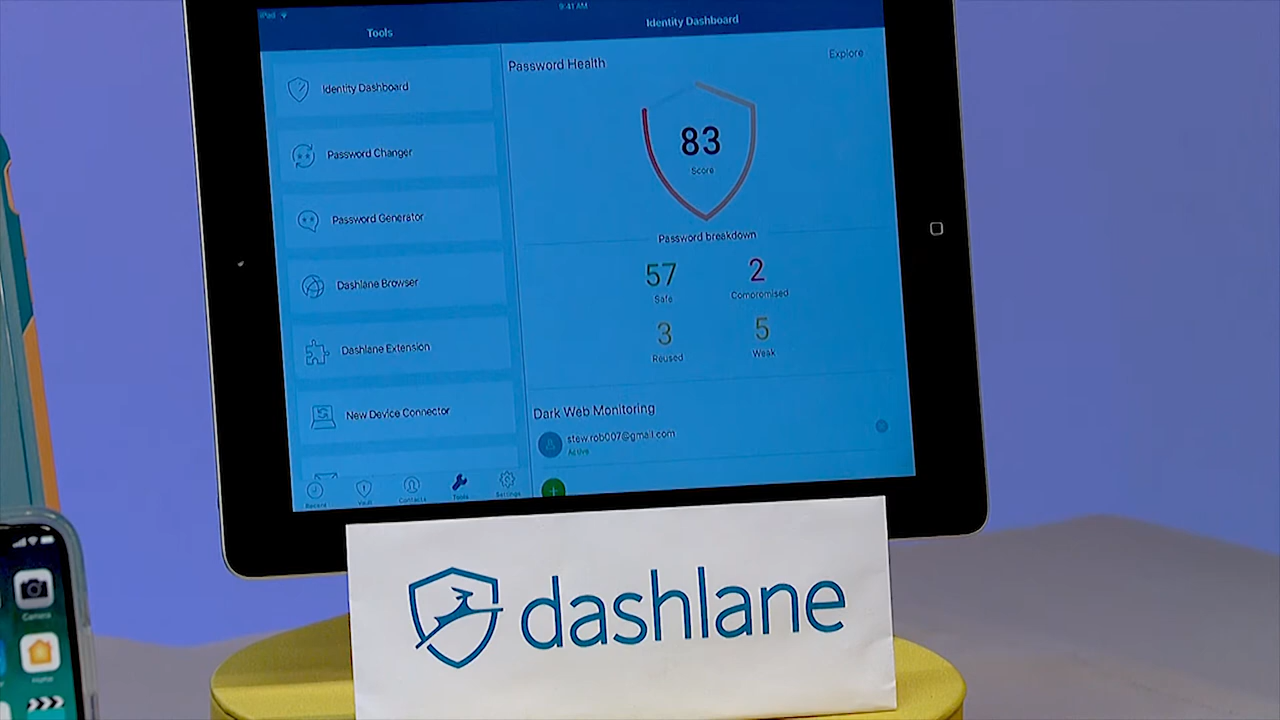 iPad
9:41 AM
Tools
Identity Dashboard
Identity Dashboard
Password Changer
Password Generator
Dashlane Browser
Dashlane Extension
New Device Connector
Recent
Vault
Contacts
Tools
Settings
Password Health
Explore
83
Score
Password breakdown
57
Safe
2
Compromised
3
Reused
5
Weak
Dark Web Monitoring
stew.rob007@gmail.com
Active
dashlane
Camera
Home